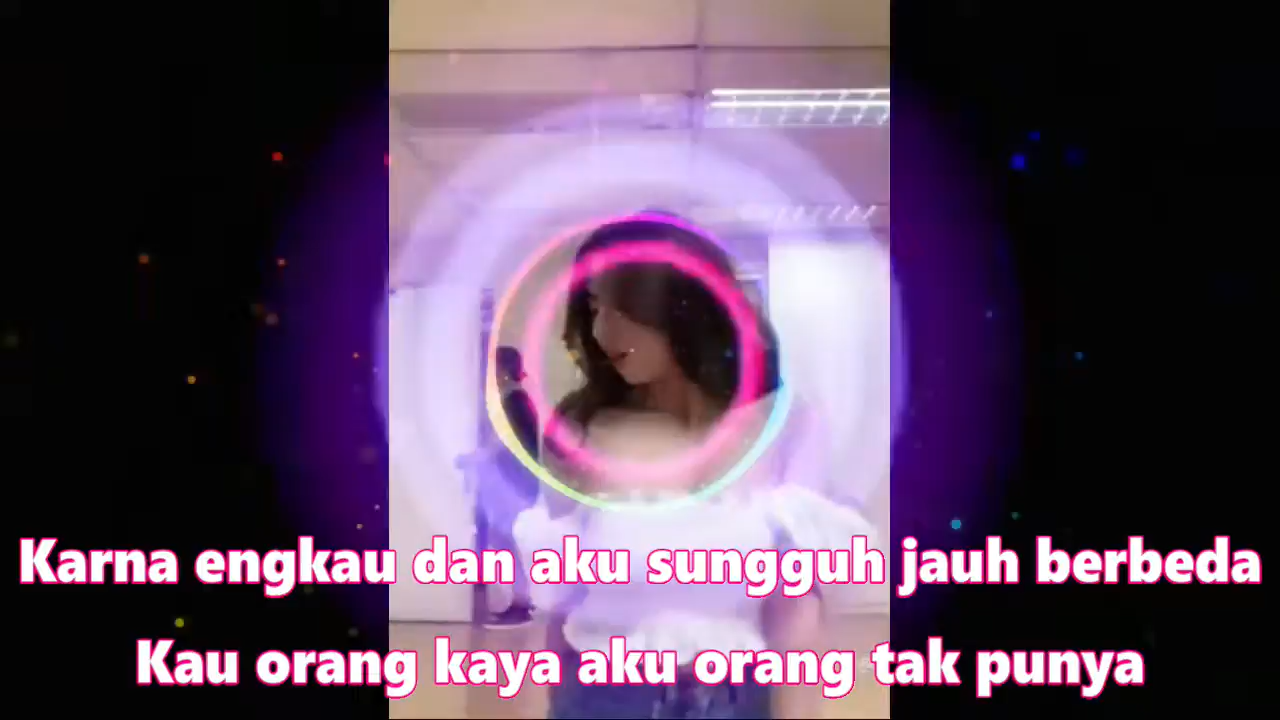 Karna engkau dan aku sungguh jauh berbeda
Kau orang kaya aku orang tak punya